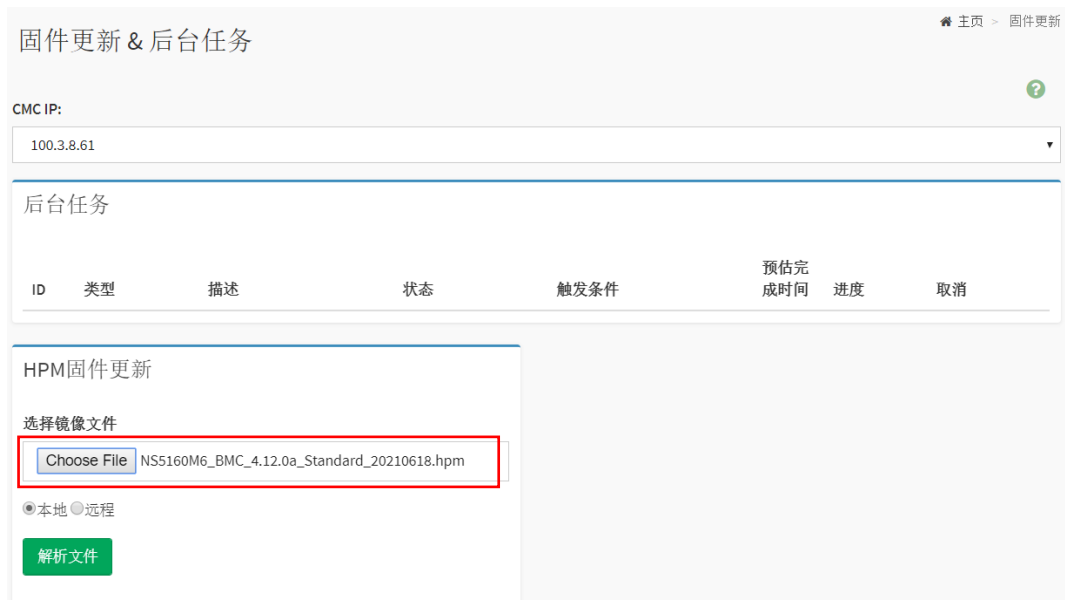 主页 > 固件更新
固件更新 & 后台任务
?
CMC IP:
100.3.8.61
后台任务
ID 类型 描述 状态 触发条件 预估完成时间 进度 取消
HPM固件更新
选择镜像文件
Choose File NS5160M6_BMC_4.12.0a_Standard_20210618.hpm
本地 远程
解析文件